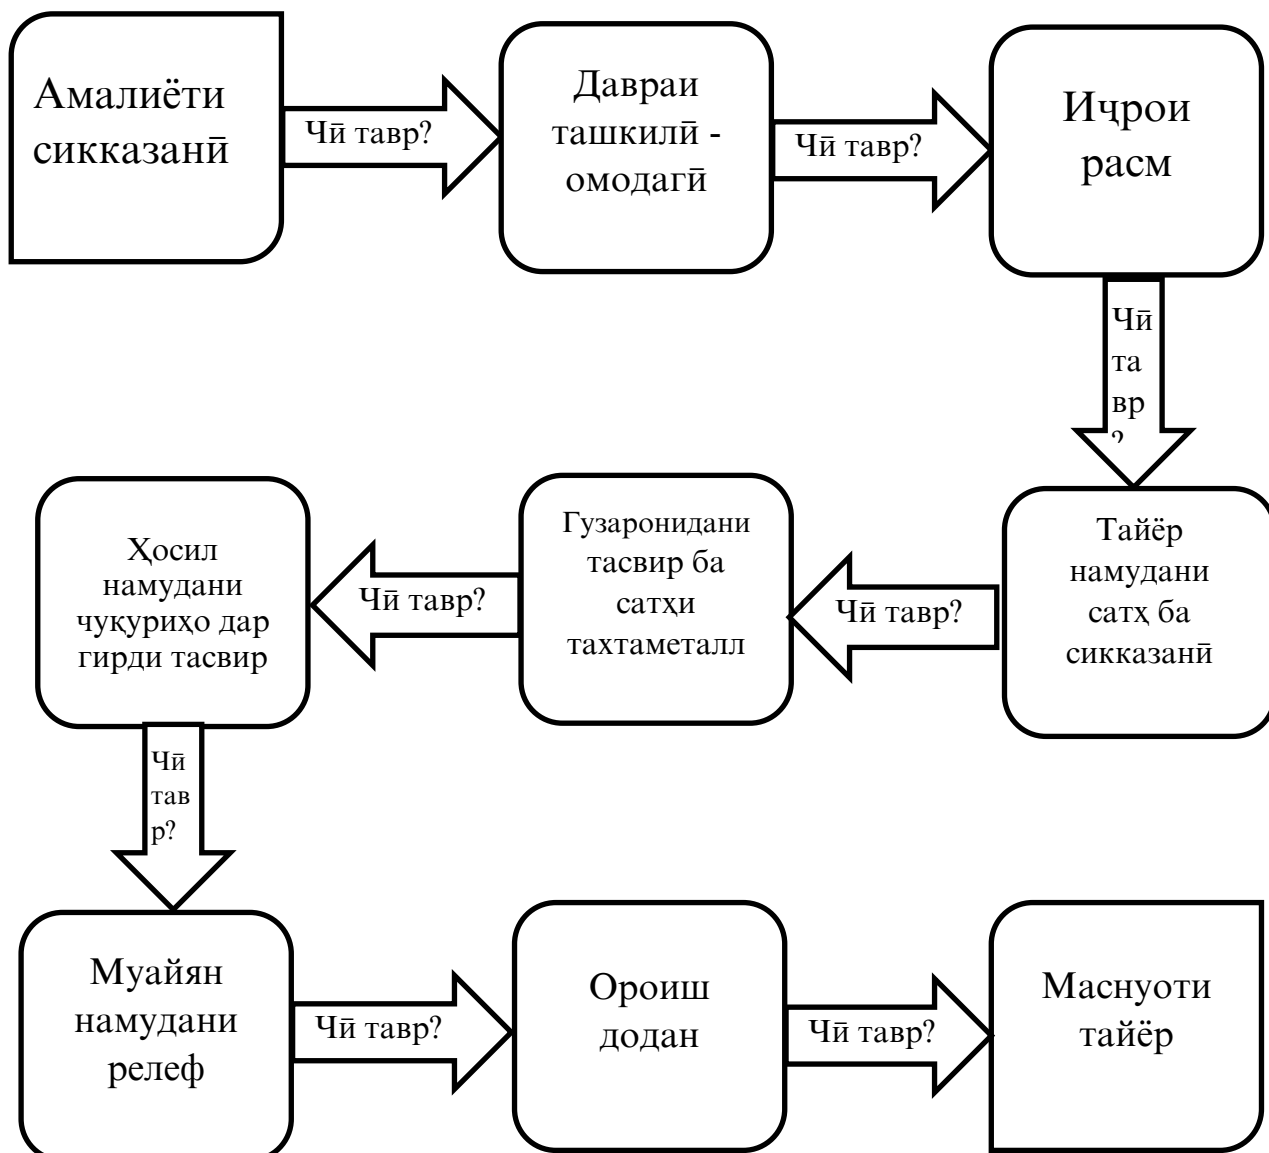 Амалиёти
сикказанӣ
Чӣ тавр?
Давраи
ташкилӣ -
омодагӣ
Чӣ тавр?
Иҷрои
расм
Чӣ
та
вр
?
Тайёр
намудани
сатҳ ба
сикказанӣ
Чӣ тавр?
Гузаронидани
тасвир ба
сатҳи
тахтаметалл
Чӣ тавр?
Ҳосил
намудани
чуқуриҳо дар
гирди тасвир
Чӣ
тав
р?
Муайян
намудани
релеф
Чӣ тавр?
Ороиш
додан
Чӣ тавр?
Маснуоти
тайёр